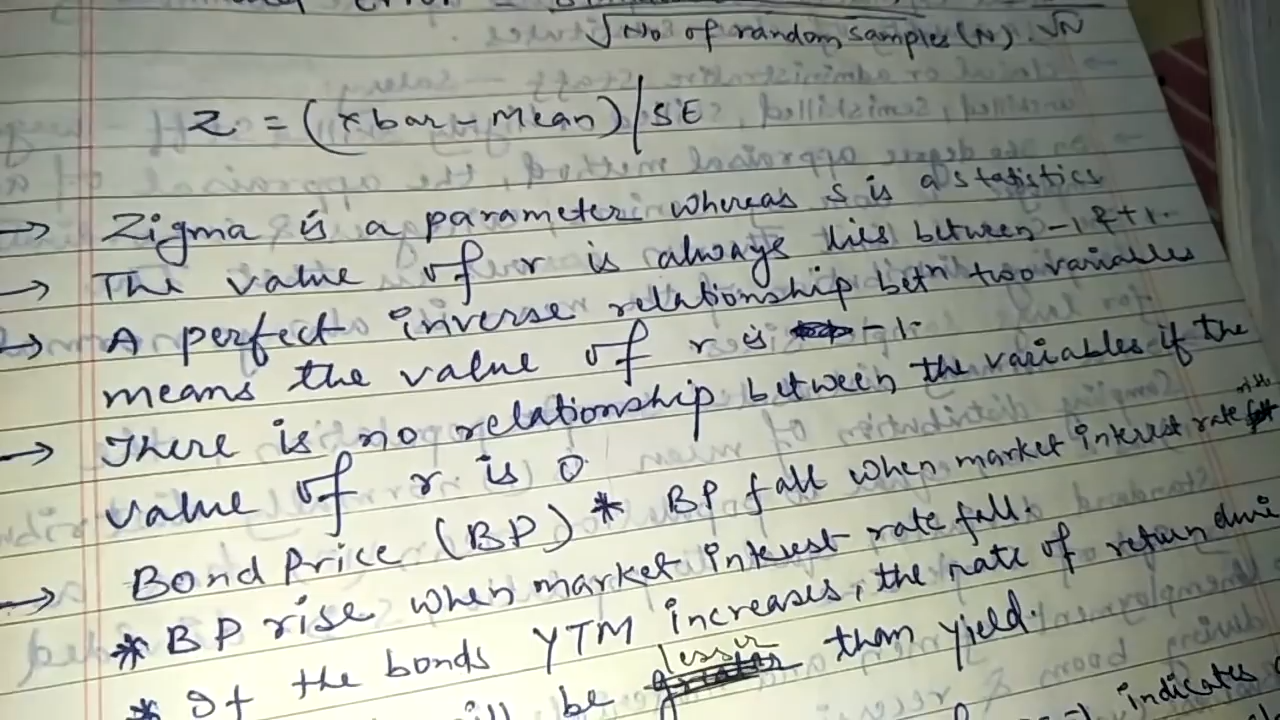 √No of random samples (N). √N
Z = (x bar - Mean) / SE
→ Zigma is a parameter whereas s is a statistics
→ The value of r is always lies between -1 & +1.
→ A perfect inverse relationship betn two variables
means the value of r is -1.
→ There is no relationship between the variables if the
value of r is 0
→ Bond Price (BP) * BP fall when market interest rate
* BP rise when market interest rate fall.
* If the bonds YTM increases, the rate of return
be lesser than yield.
indicates